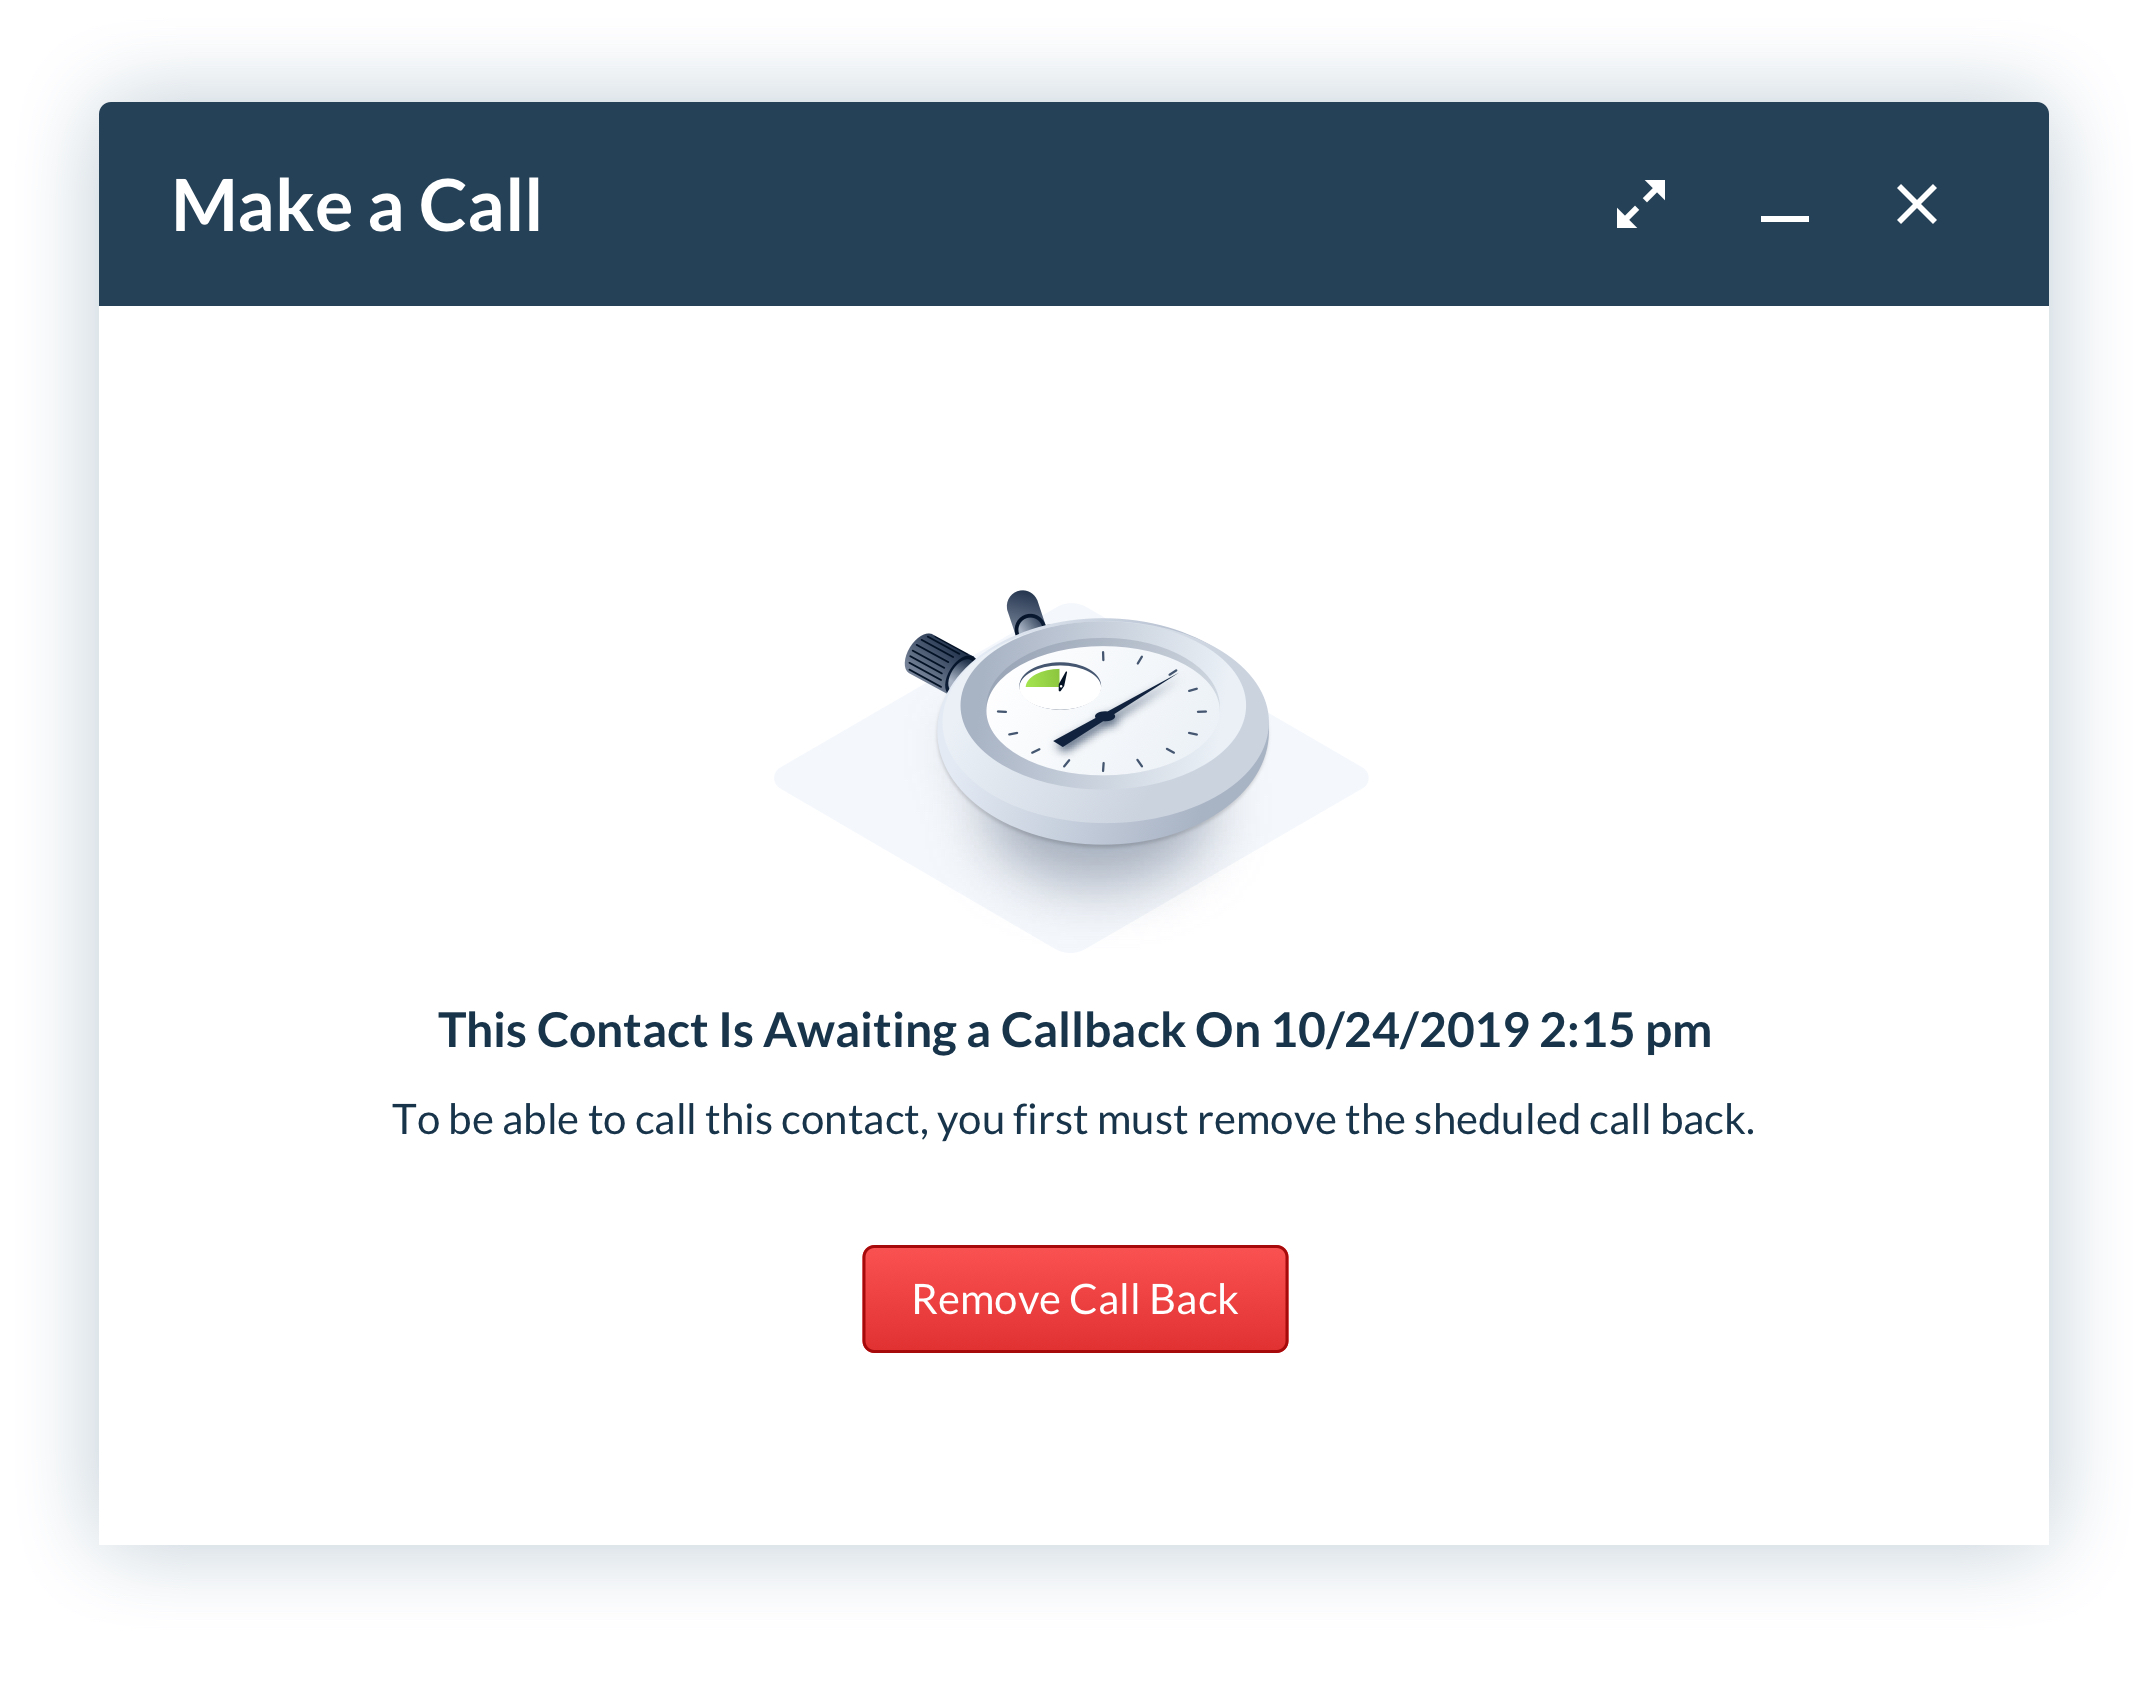 Make a Call
This Contact Is Awaiting a Callback On 10/24/2019 2:15 pm
To be able to call this contact, you first must remove the sheduled call back.
Remove Call Back